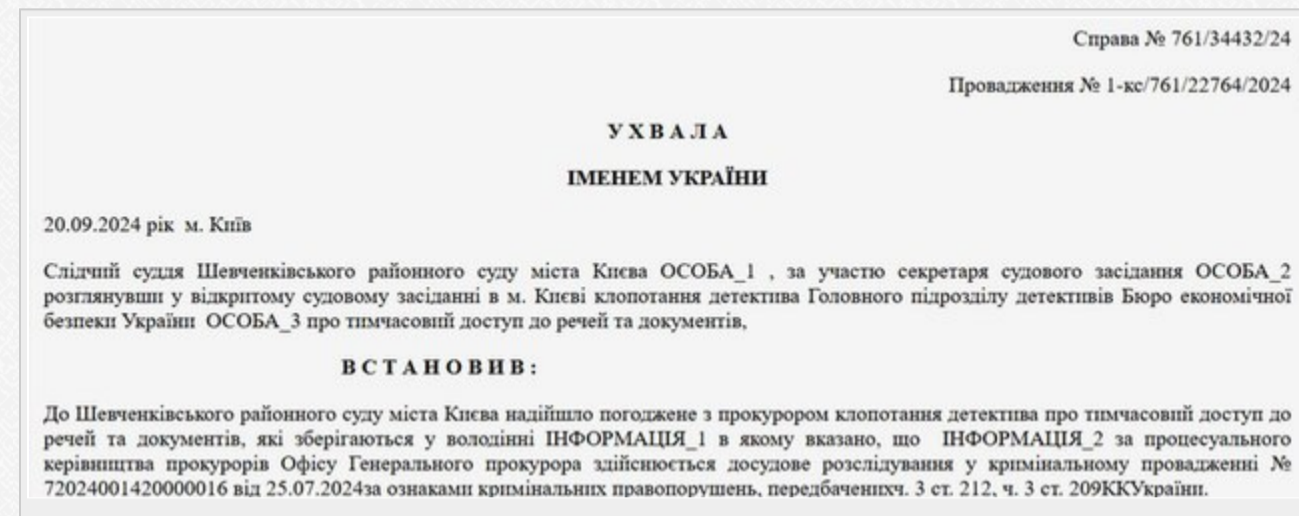 Справа № 761/34432/24
Провадження № 1-кс/761/22764/2024
У Х В А Л А
ІМЕНЕМ УКРАЇНИ
20.09.2024 рік м. Київ
Слідчий суддя Шевченківського районного суду міста Києва ОСОБА_1 , за участю секретаря судового засідання ОСОБА_2
розглянувши у відкритому судовому засіданні в м. Києві клопотання детектива Головного підрозділу детективів Бюро економічної
безпеки України ОСОБА_3 про тимчасовий доступ до речей та документів,
В С Т А Н О В И В :
До Шевченківського районного суду міста Києва надійшло погоджене з прокурором клопотання детектива про тимчасовий доступ до
речей та документів, які зберігаються у володінні ІНФОРМАЦІЯ_1 в якому вказано, що ІНФОРМАЦІЯ_2 за процесуального
керівництва прокурорів Офісу Генерального прокурора здійснюється досудове розслідування у кримінальному провадженні №
72024001420000016 від 25.07.2024за ознаками кримінальних правопорушень, передбаченихч. 3 ст. 212, ч. 3 ст. 209ККУкраїни.